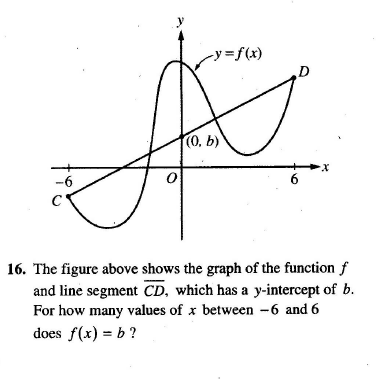 y
y = f(x)
D
(0, b)
-6
O
6
x
C
16. The figure above shows the graph of the function f
and line segment CD, which has a y-intercept of b.
For how many values of x between −6 and 6
does f(x) = b ?